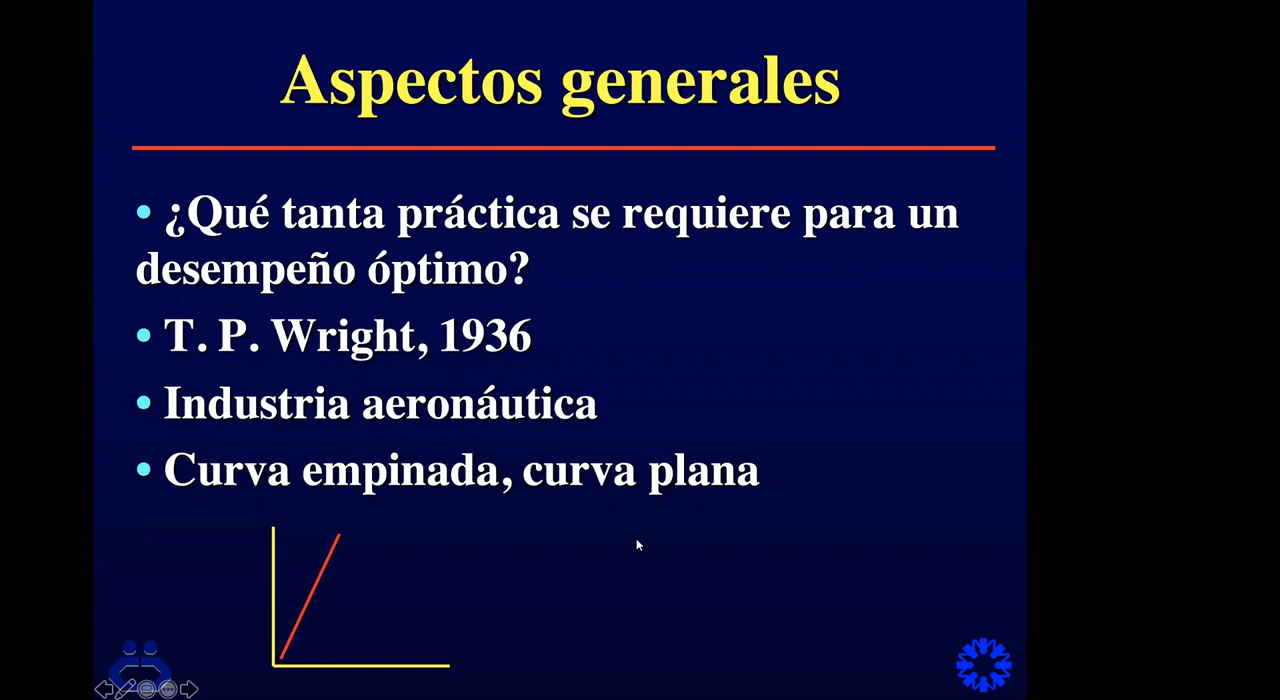 Aspectos generales
• ¿Qué tanta práctica se requiere para un
desempeño óptimo?
• T. P. Wright, 1936
• Industria aeronáutica
• Curva empinada, curva plana